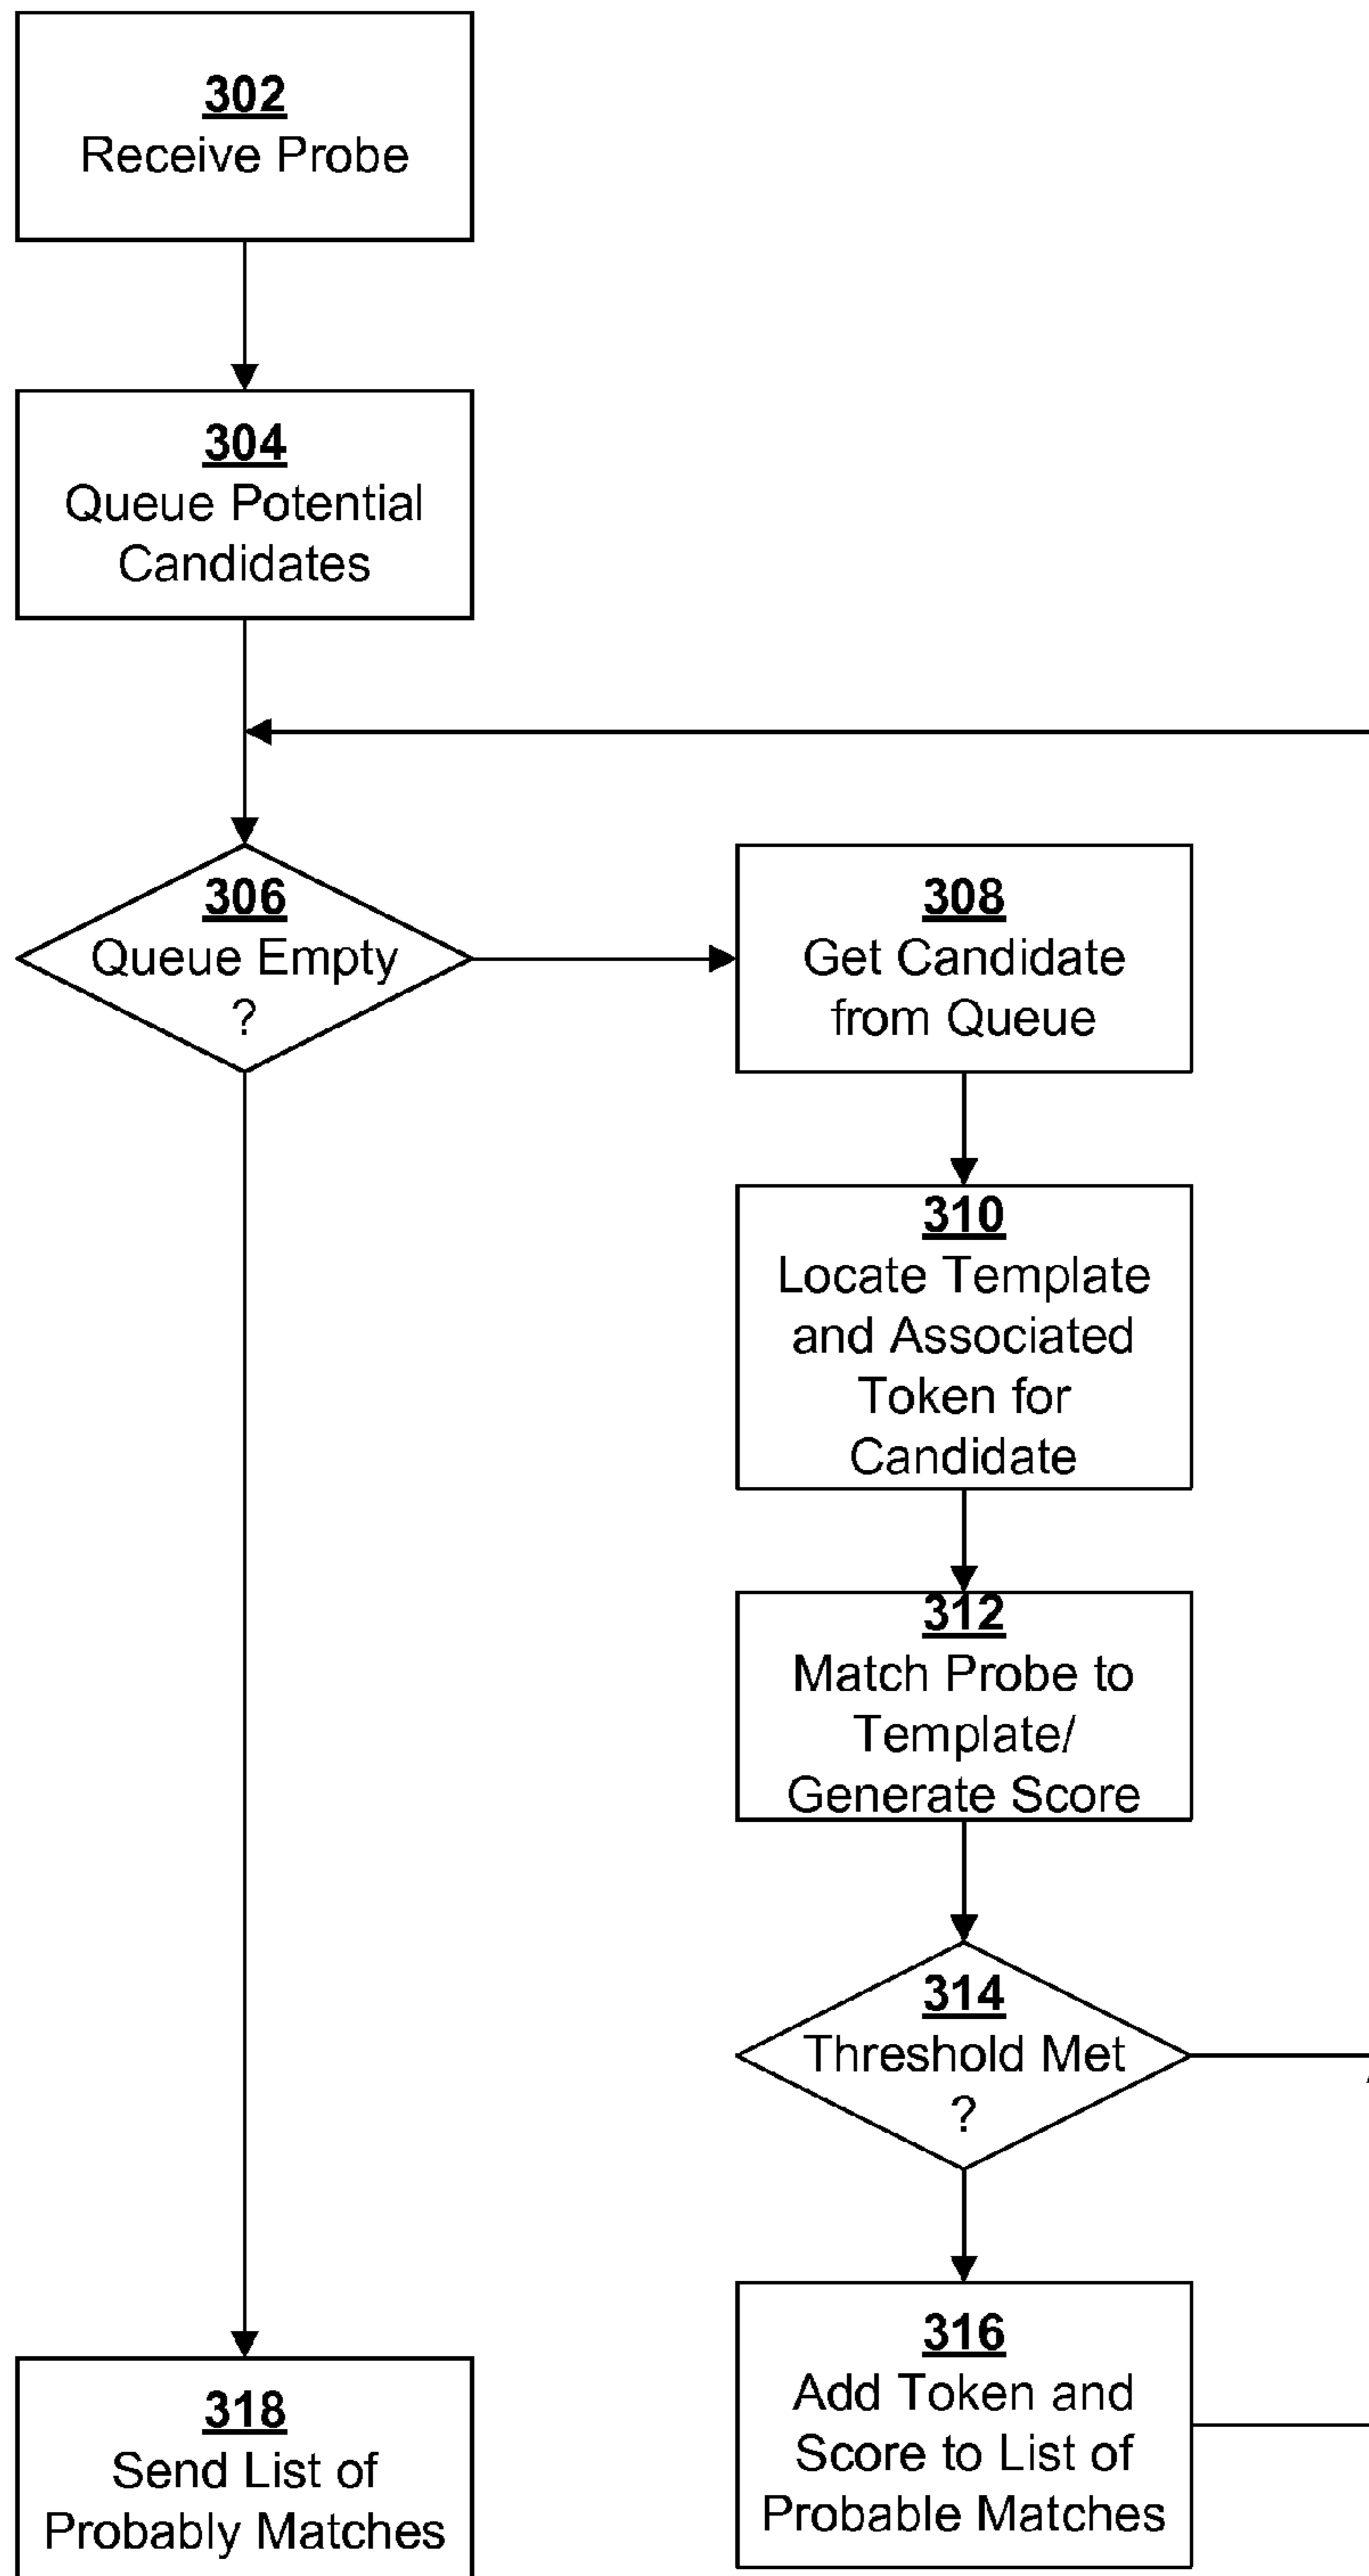 302
Receive Probe
304
Queue Potential
Candidates
306
Queue Empty
?
308
Get Candidate
from Queue
310
Locate Template
and Associated
Token for
Candidate
312
Match Probe to
Template/
Generate Score
314
Threshold Met
?
316
Add Token and
Score to List of
Probable Matches
318
Send List of
Probably Matches